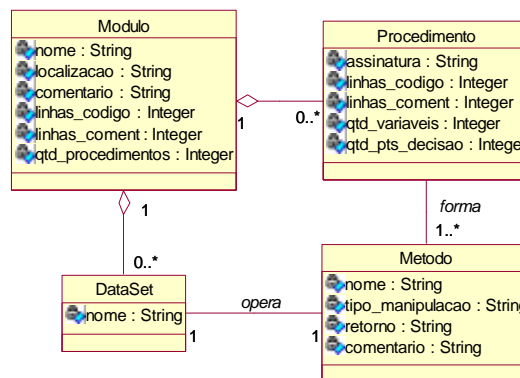 Modulo
nome : String
localizacao : String
comentario : String
linhas_codigo : Integer
linhas_coment : Integer
qtd_procedimentos : Integer
Procedimento
assinatura : String
linhas_codigo : Integer
linhas_coment : Integer
qtd_variaveis : Integer
qtd_pts_decisao : Intege
1
0..*
1
0..*
forma
1..*
DataSet
nome : String
opera
1
1
Metodo
nome : String
tipo_manipulacao : String
retorno : String
comentario : String